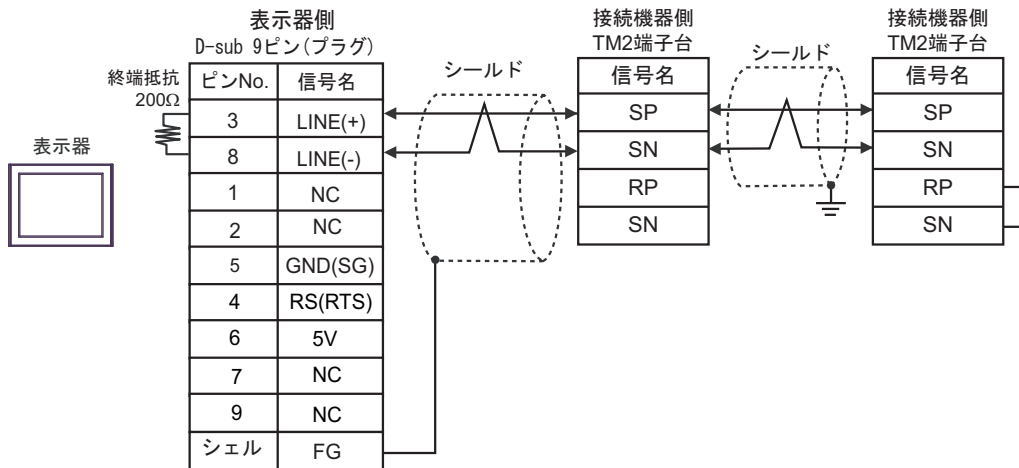 表示器側
D-sub 9ピン(プラグ)
終端抵抗
200Ω
表示器
ピンNo. 信号名
3 LINE(+)
8 LINE(-)
1 NC
2 NC
5 GND(SG)
4 RS(RTS)
6 5V
7 NC
9 NC
シェル FG
シールド
接続機器側
TM2端子台
信号名
SP
SN
RP
SN
シールド
接続機器側
TM2端子台
信号名
SP
SN
RP
SN